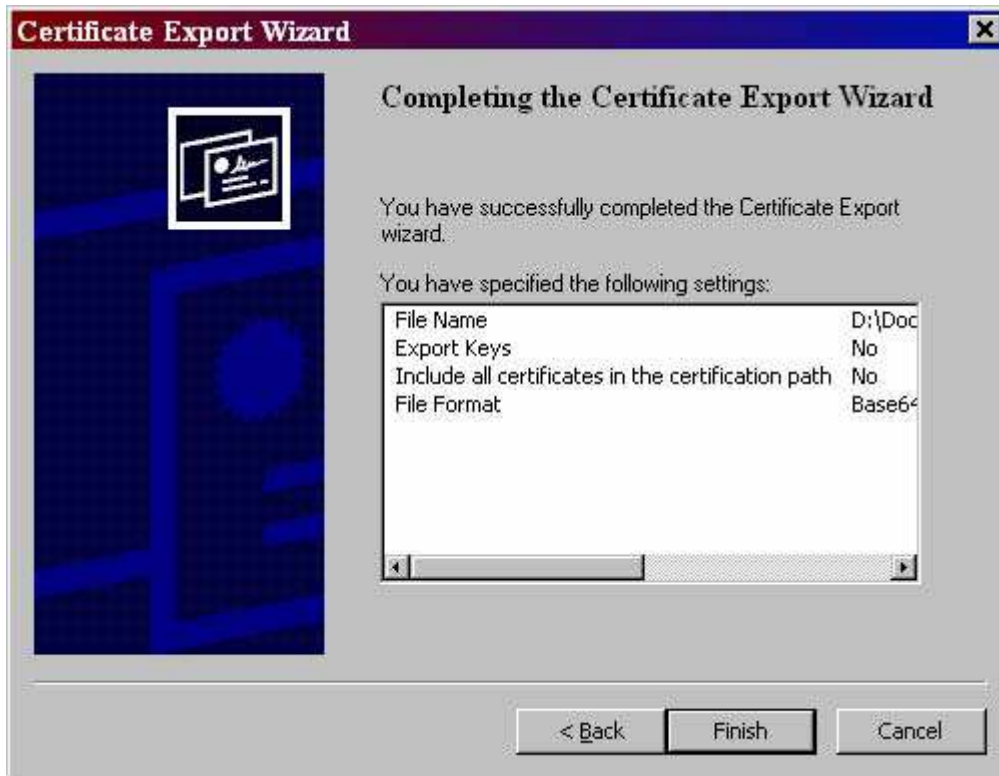 Certificate Export Wizard
Completing the Certificate Export Wizard
You have successfully completed the Certificate Export
wizard.
You have specified the following settings:
File Name D:\Doc
Export Keys No
Include all certificates in the certification path No
File Format Base64
< Back Finish Cancel